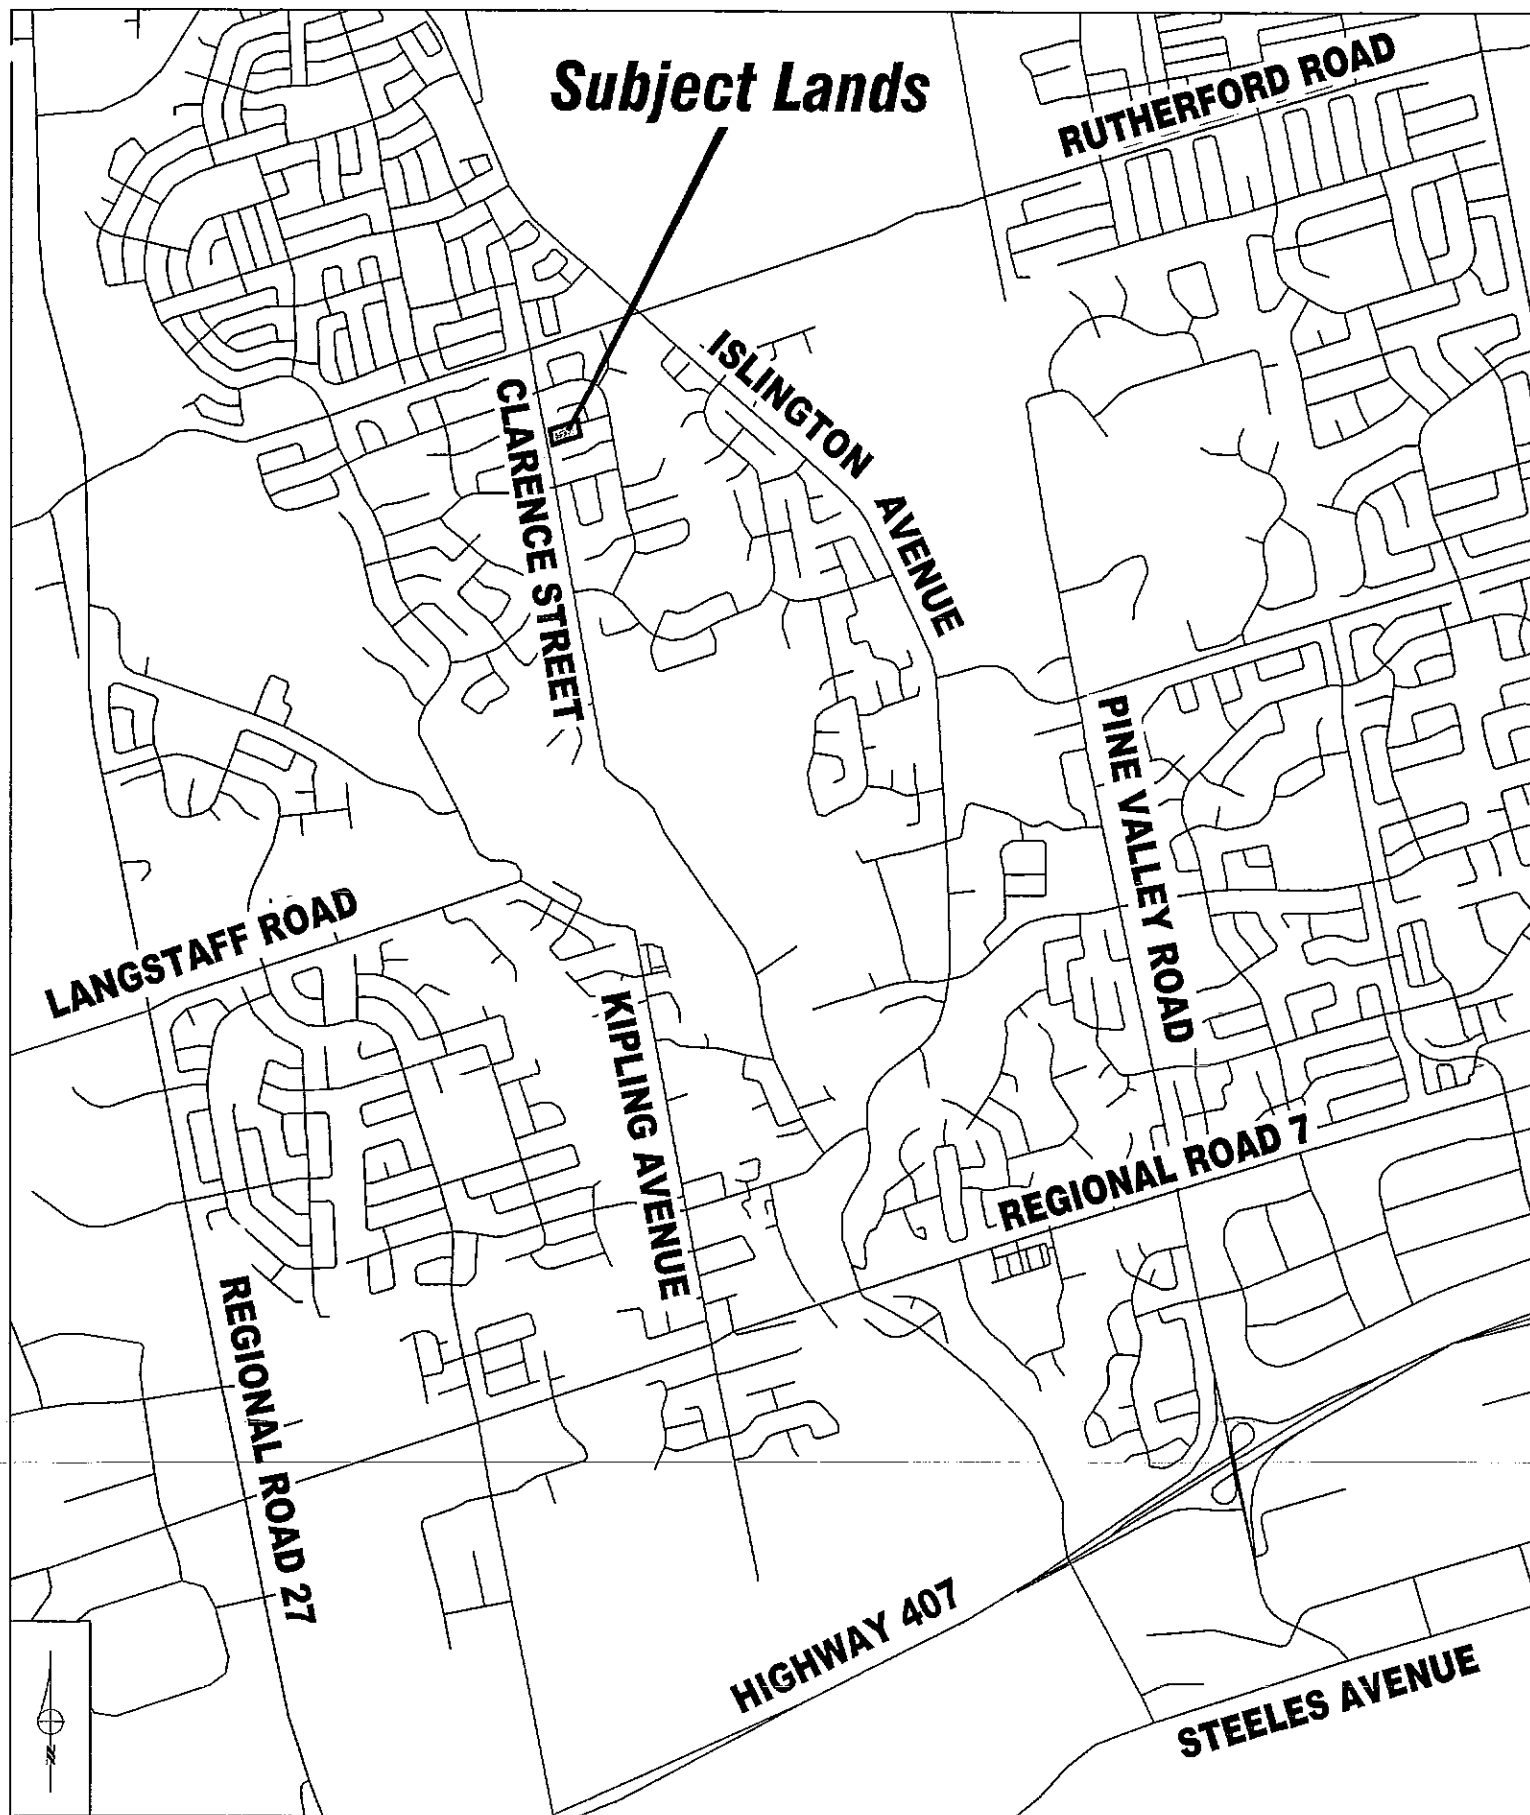 Subject Lands
RUTHERFORD ROAD
ISLINGTON AVENUE
CLARENCE STREET
PINE VALLEY ROAD
LANGSTAFF ROAD
KIPLING AVENUE
REGIONAL ROAD 7
REGIONAL ROAD 27
HIGHWAY 407
STEELES AVENUE
N